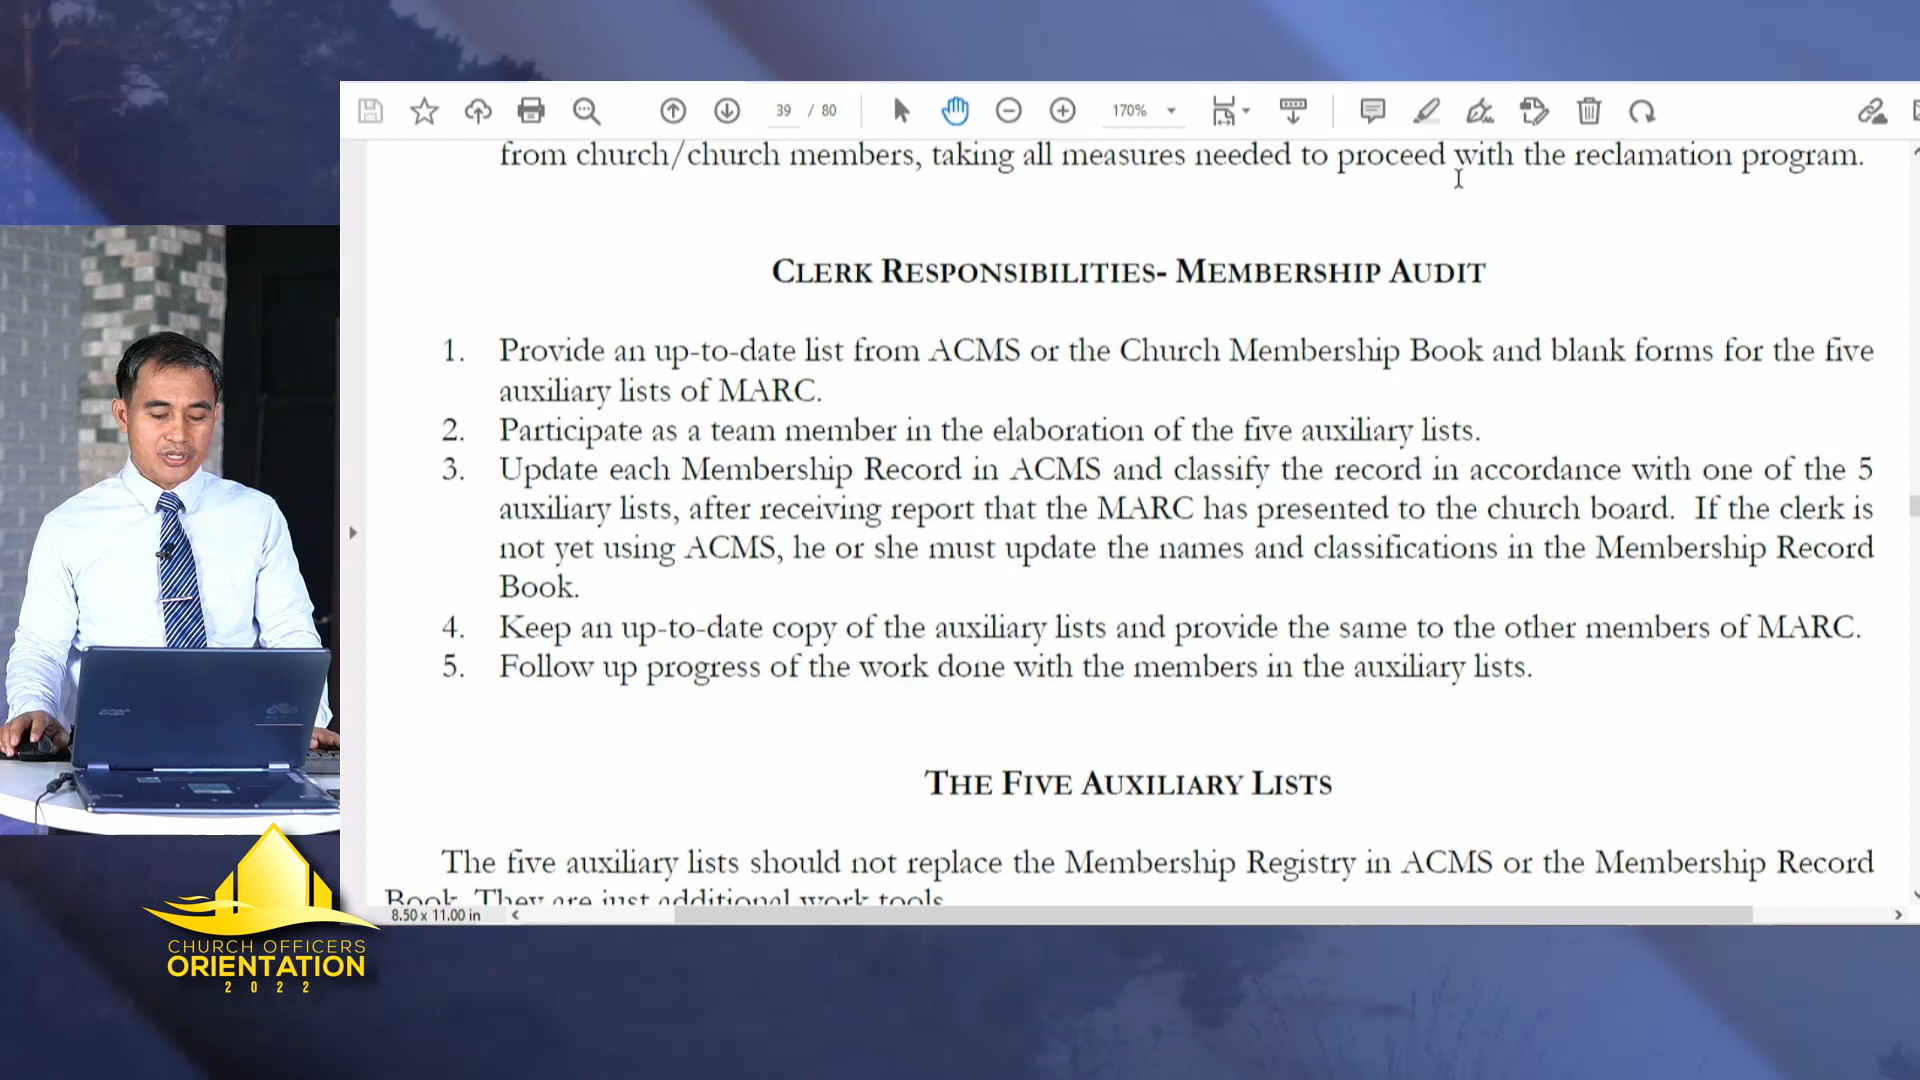 39 / 80
170%
from church/church members, taking all measures needed to proceed with the reclamation program.
CLERK RESPONSIBILITIES- MEMBERSHIP AUDIT
1. Provide an up-to-date list from ACMS or the Church Membership Book and blank forms for the five
auxiliary lists of MARC.
2. Participate as a team member in the elaboration of the five auxiliary lists.
3. Update each Membership Record in ACMS and classify the record in accordance with one of the 5
auxiliary lists, after receiving report that the MARC has presented to the church board. If the clerk is
not yet using ACMS, he or she must update the names and classifications in the Membership Record
Book.
4. Keep an up-to-date copy of the auxiliary lists and provide the same to the other members of MARC.
5. Follow up progress of the work done with the members in the auxiliary lists.
THE FIVE AUXILIARY LISTS
The five auxiliary lists should not replace the Membership Registry in ACMS or the Membership Record
Book. They are just additional work tools
8.50 x 11.00 in
acer
CHURCH OFFICERS
ORIENTATION
2022